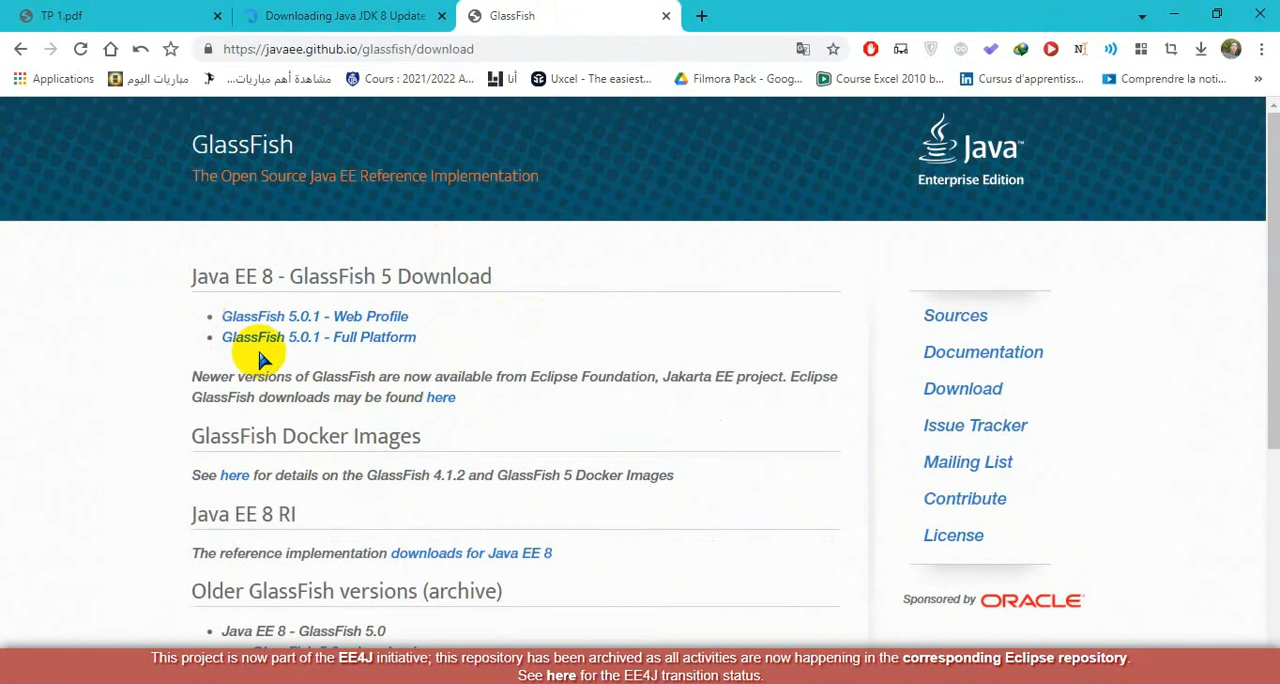 TP 1.pdf
Downloading Java JDK 8 Update
GlassFish
https://javaee.github.io/glassfish/download
Applications
مباريات اليوم
مشاهدة أهم مباريات...
Cours : 2021/2022 A...
أنا
Uxcel - The easiest...
Filmora Pack - Goog...
Course Excel 2010 b...
Cursus d'apprentiss...
Comprendre la noti...
»
GlassFish
The Open Source Java EE Reference Implementation
Java™
Enterprise Edition
Java EE 8 - GlassFish 5 Download
• GlassFish 5.0.1 - Web Profile
• GlassFish 5.0.1 - Full Platform
Newer versions of GlassFish are now available from Eclipse Foundation, Jakarta EE project. Eclipse
GlassFish downloads may be found here
GlassFish Docker Images
See here for details on the GlassFish 4.1.2 and GlassFish 5 Docker Images
Java EE 8 RI
The reference implementation downloads for Java EE 8
Older GlassFish versions (archive)
• Java EE 8 - GlassFish 5.0
Sources
Documentation
Download
Issue Tracker
Mailing List
Contribute
License
Sponsored by ORACLE
This project is now part of the EE4J initiative; this repository has been archived as all activities are now happening in the corresponding Eclipse repository.
See here for the EE4J transition status.